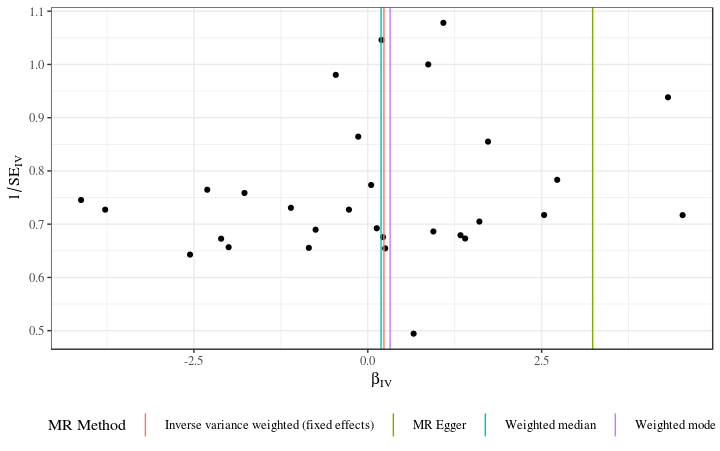 1.1
1.0
0.9
0.8
0.7
0.6
0.5
1/SE_IV
-2.5 0.0 2.5
β_IV
MR Method Inverse variance weighted (fixed effects) MR Egger Weighted median Weighted mode